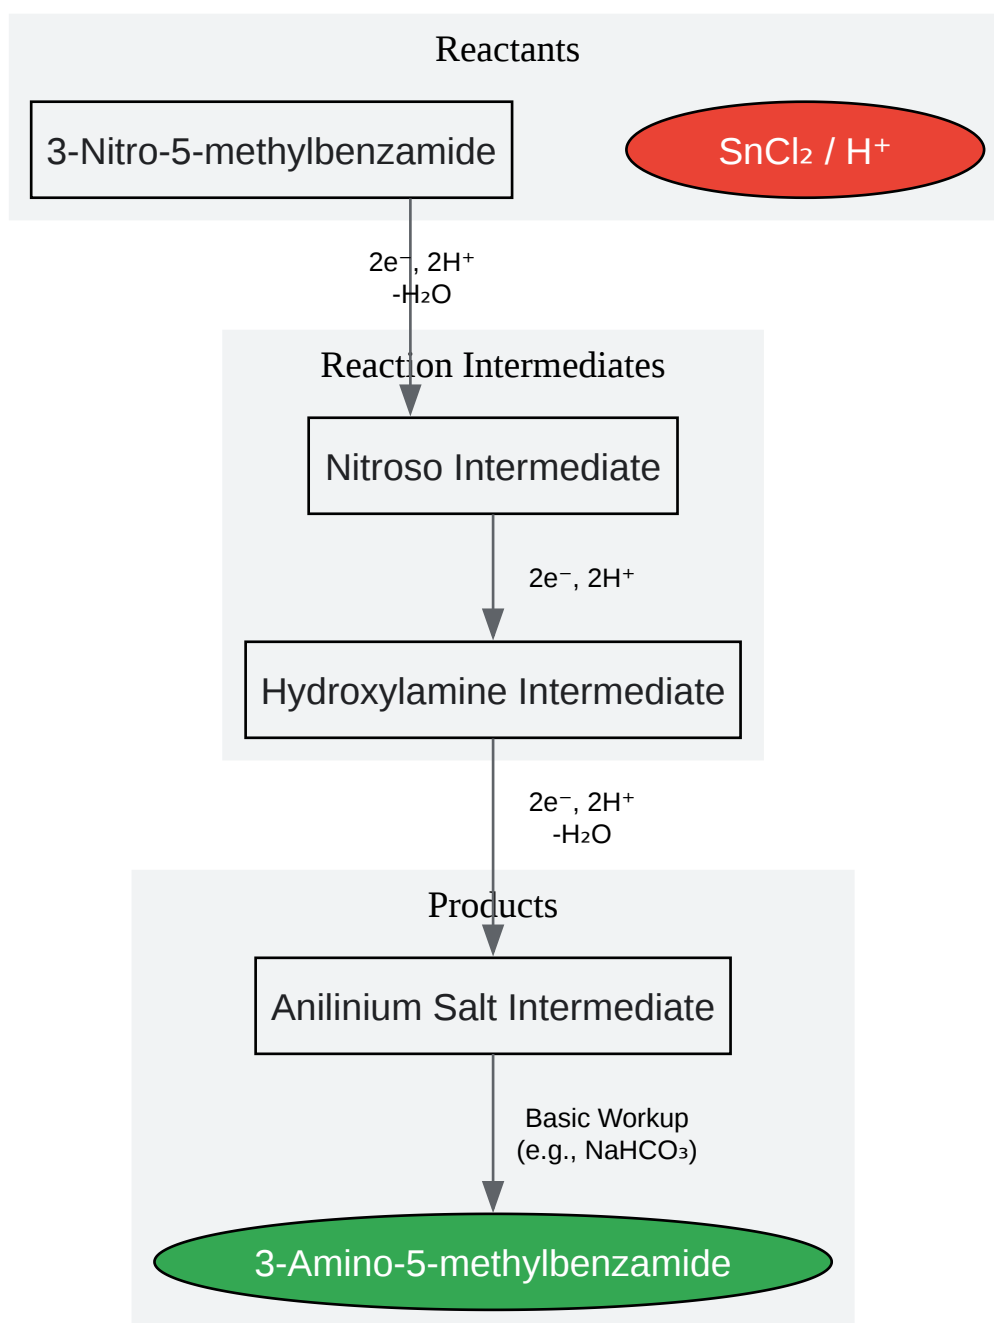 Reactants
3-Nitro-5-methylbenzamide
SnCl₂ / H⁺
2e⁻, 2H⁺
-H₂O
Reaction Intermediates
Nitroso Intermediate
2e⁻, 2H⁺
Hydroxylamine Intermediate
2e⁻, 2H⁺
-H₂O
Products
Anilinium Salt Intermediate
Basic Workup
(e.g., NaHCO₃)
3-Amino-5-methylbenzamide